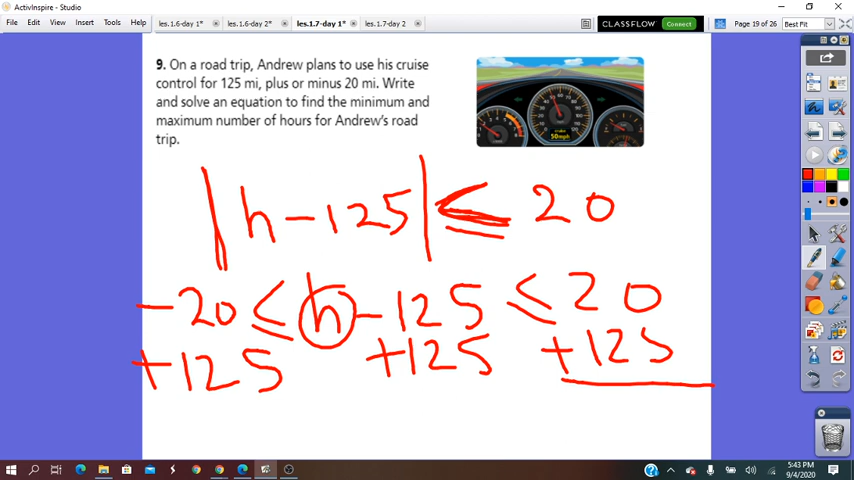 ActivInspire - Studio
File Edit View Insert Tools Help
les.1.6-day 1* les.1.6-day 2* les.1.7-day 1* les.1.7-day 2
CLASSFLOW Connect
Page 19 of 26 Best Fit
9. On a road trip, Andrew plans to use his cruise
control for 125 mi, plus or minus 20 mi. Write
and solve an equation to find the minimum and
maximum number of hours for Andrew's road
trip.
50mph
|h-125| ≤ 20
-20 ≤ h-125 ≤ 20
+125 +125 +125
5:43 PM
9/4/2020